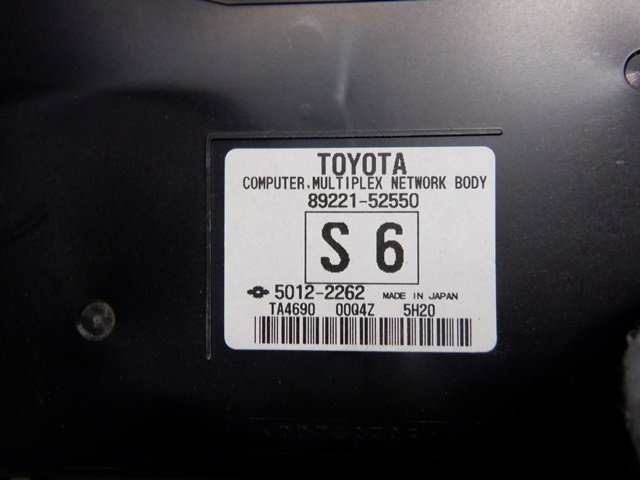 TOYOTA
COMPUTER,MULTIPLEX NETWORK BODY
89221-52550
S 6
5012-2262 MADE IN JAPAN
TA4690 00Q4Z 5H20